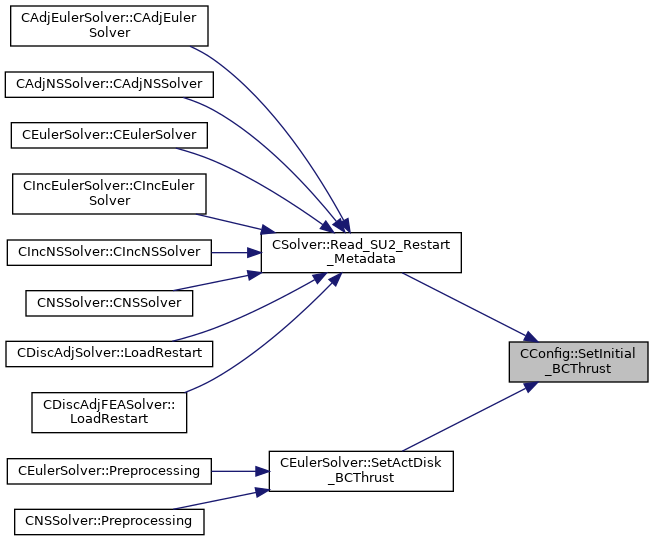 CAdjEulerSolver::CAdjEuler
Solver
CAdjNSSolver::CAdjNSSolver
CEulerSolver::CEulerSolver
CIncEulerSolver::CIncEuler
Solver
CIncNSSolver::CIncNSSolver
CNSSolver::CNSSolver
CDiscAdjSolver::LoadRestart
CDiscAdjFEASolver::
LoadRestart
CEulerSolver::Preprocessing
CNSSolver::Preprocessing
CSolver::Read_SU2_Restart
_Metadata
CEulerSolver::SetActDisk
_BCThrust
CConfig::SetInitial
_BCThrust